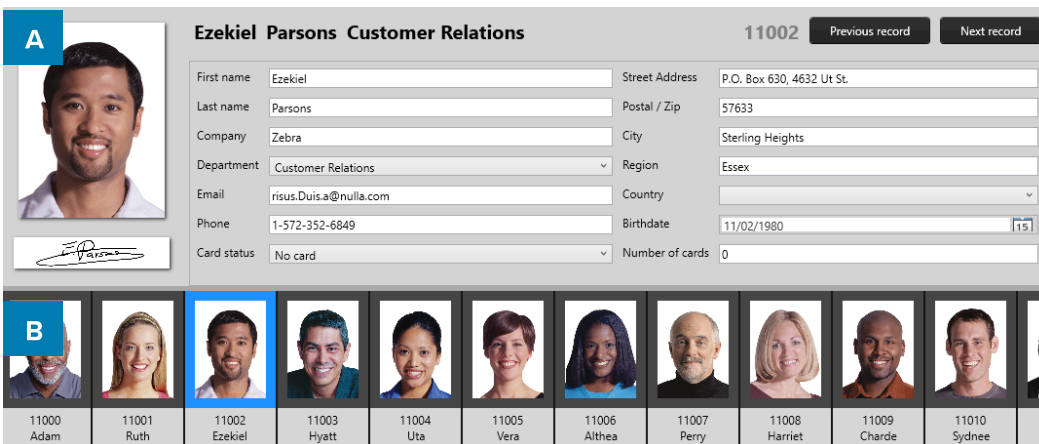 A
Ezekiel Parsons Customer Relations
11002
Previous record
Next record
First name Ezekiel
Last name Parsons
Company Zebra
Department Customer Relations
Email risus.Duis.a@nulla.com
Phone 1-572-352-6849
Card status No card
Street Address P.O. Box 630, 4632 Ut St.
Postal / Zip 57633
City Sterling Heights
Region Essex
Country
Birthdate 11/02/1980 15
Number of cards 0
E.Parsons
B
11000 11001 11002 11003 11004 11005 11006 11007 11008 11009 11010
Adam Ruth Ezekiel Hyatt Uta Vera Althea Perry Harriet Charde Sydnee